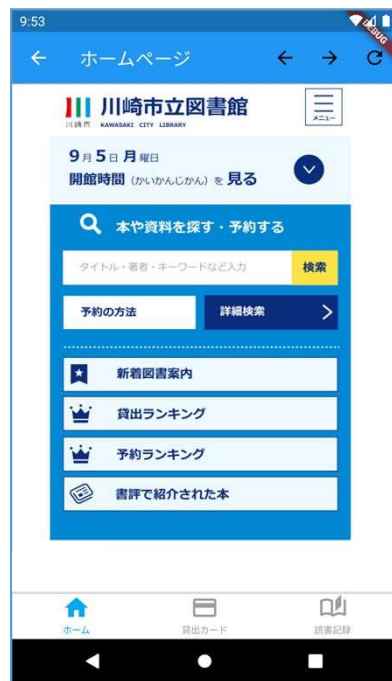 9:53
DEBUG
ホームページ
川崎市立図書館
川崎市 KAWASAKI CITY LIBRARY
メニュー
9月5日 月曜日
開館時間 (かいかんじかん) を 見る
本や資料を探す・予約する
タイトル・著者・キーワードなど入力 検索
予約の方法 詳細検索
新着図書案内
貸出ランキング
予約ランキング
書評で紹介された本
ホーム 貸出カード 読書記録